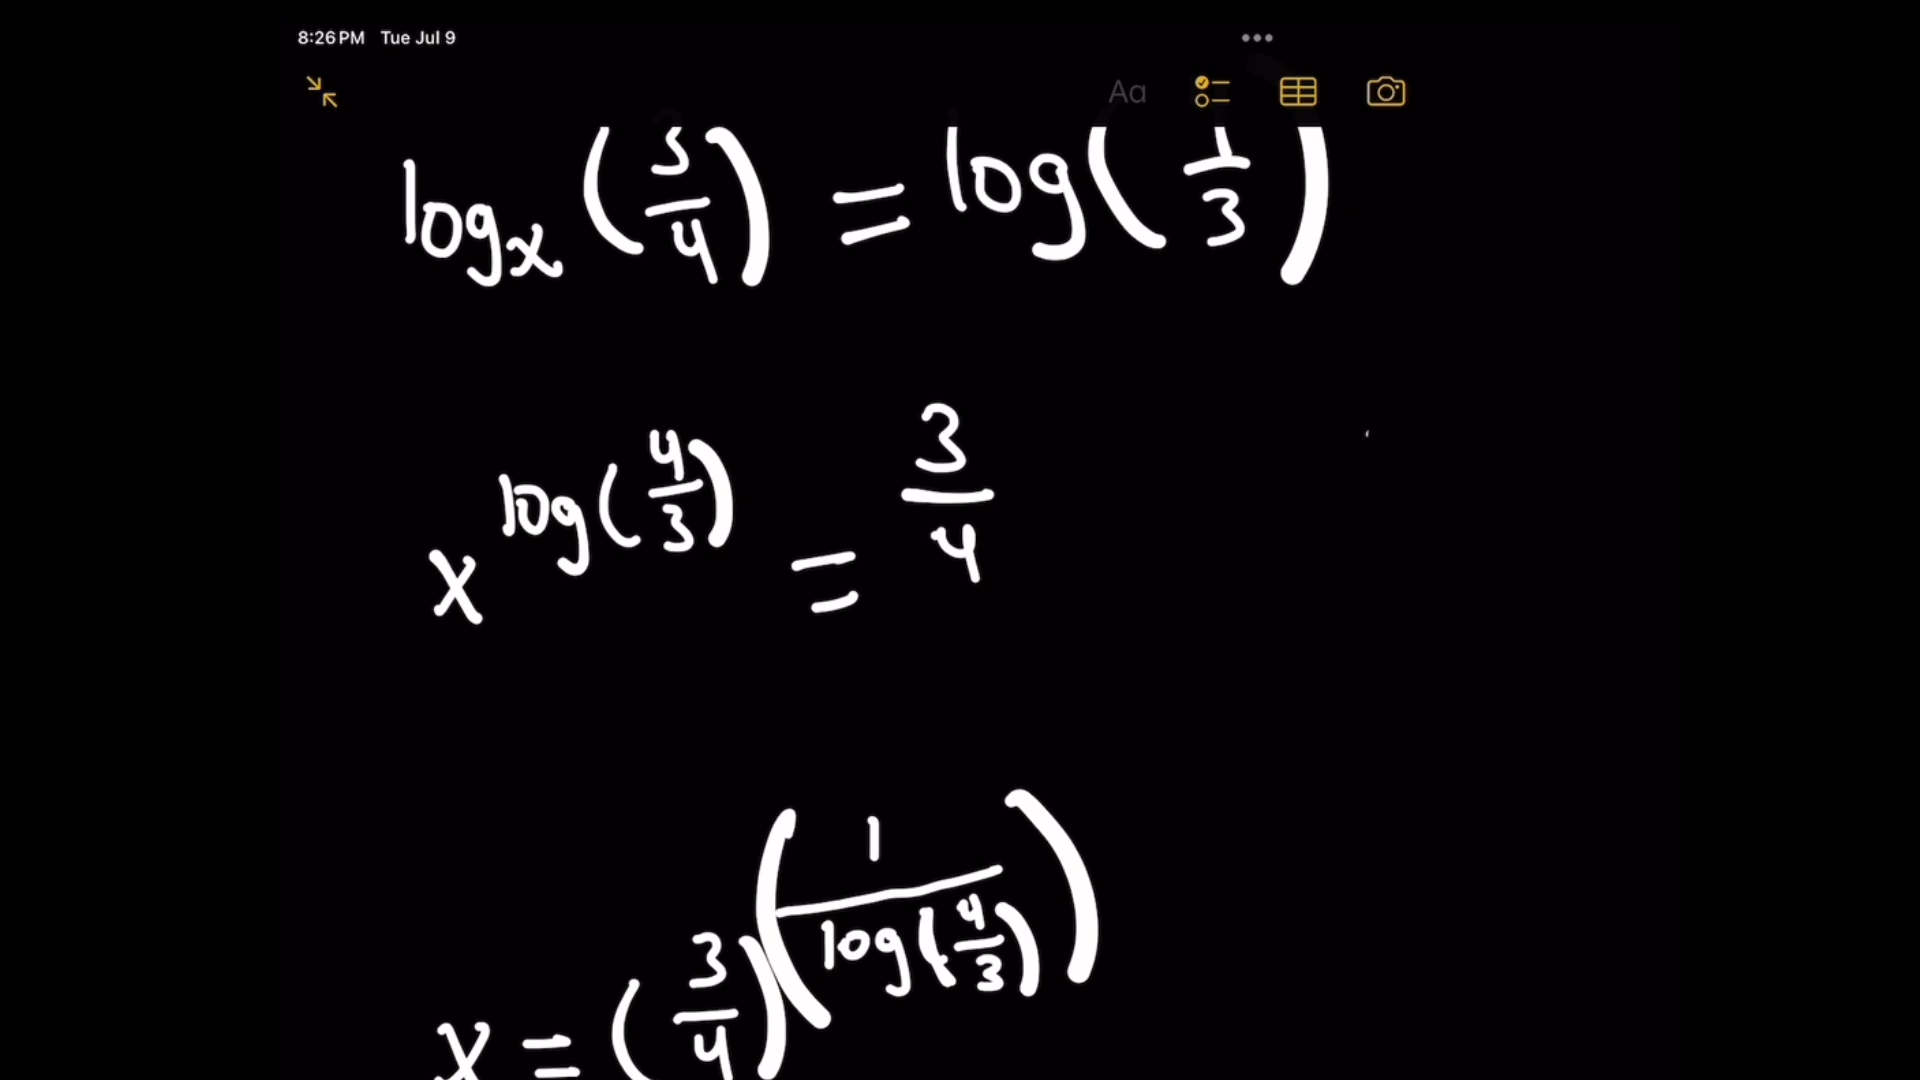 8:26 PM Tue Jul 9
Aa
log_x (3/4) = log(1/3)
x^log(4/3) = 3/4
x = (3/4)^(1/log(4/3))